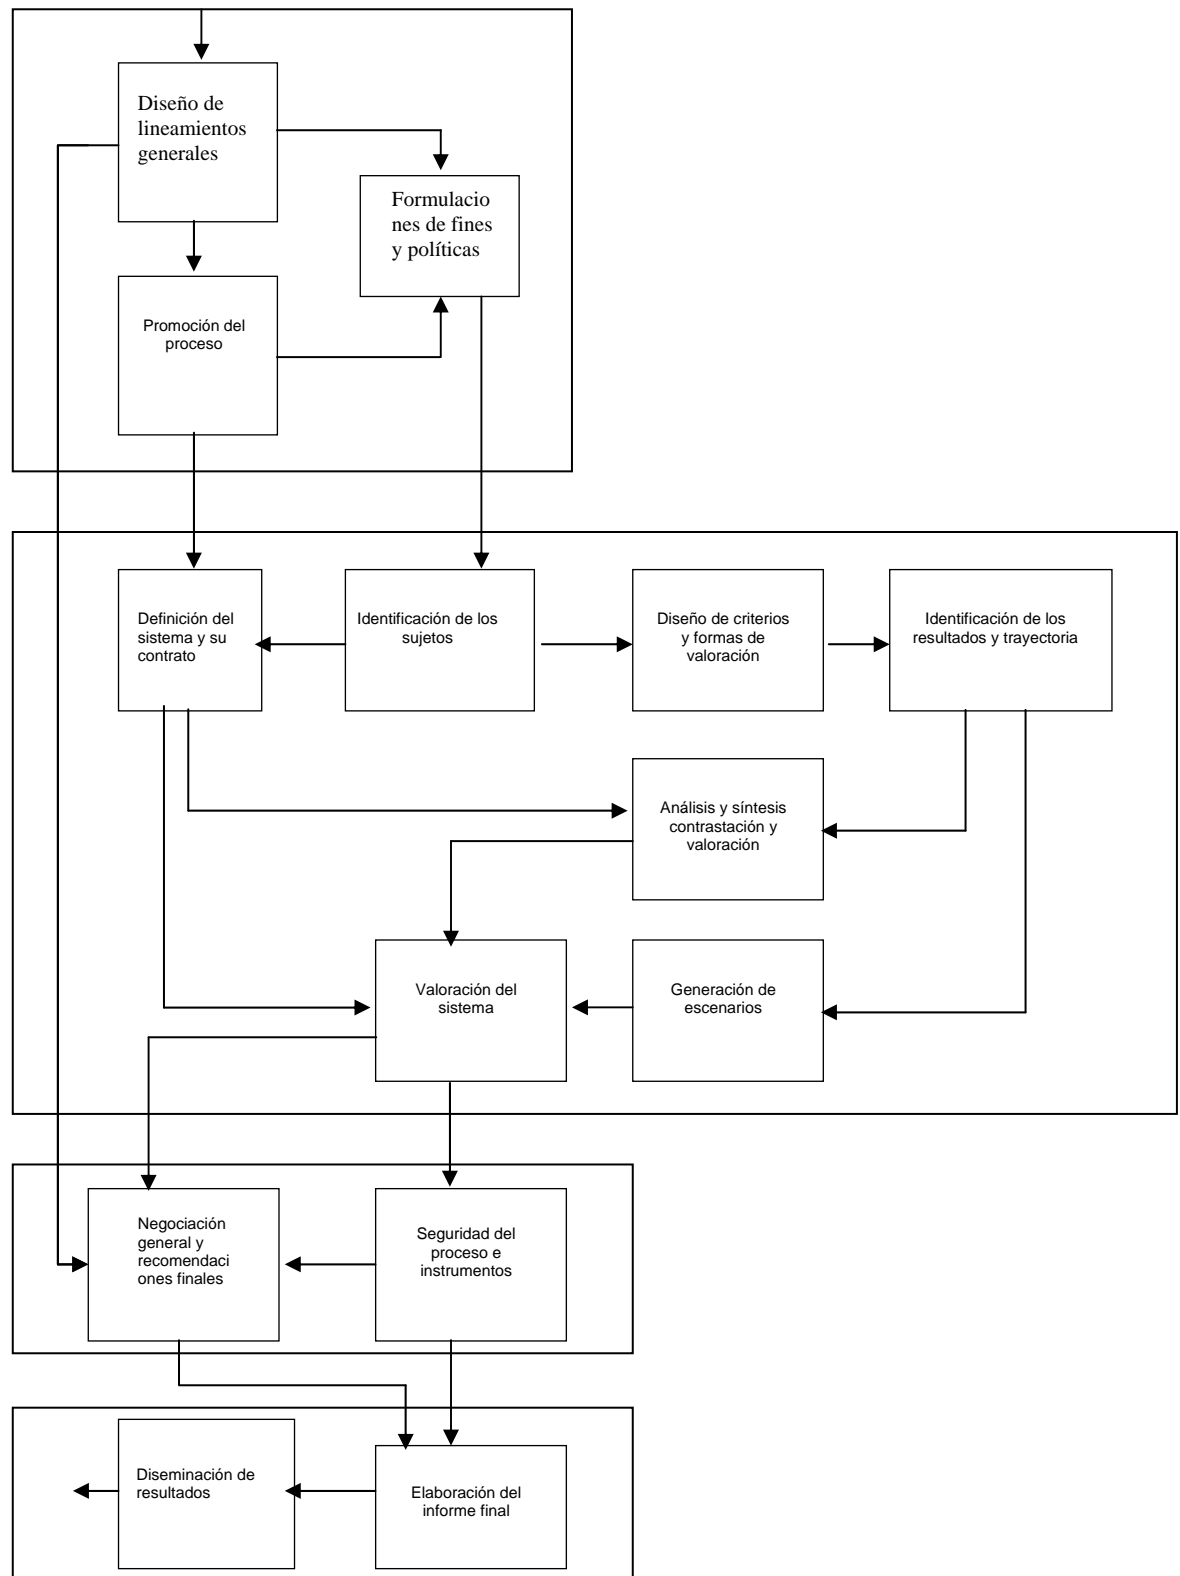 Diseño de
lineamientos
generales
Formulacio
nes de fines
y políticas
Promoción del
proceso
Definición del
sistema y su
contrato
Identificación de los
sujetos
Diseño de criterios
y formas de
valoración
Identificación de los
resultados y trayectoria
Análisis y síntesis
contrastación y
valoración
Valoración del
sistema
Generación de
escenarios
Negociación
general y
recomendaci
ones finales
Seguridad del
proceso e
instrumentos
Diseminación de
resultados
Elaboración del
informe final